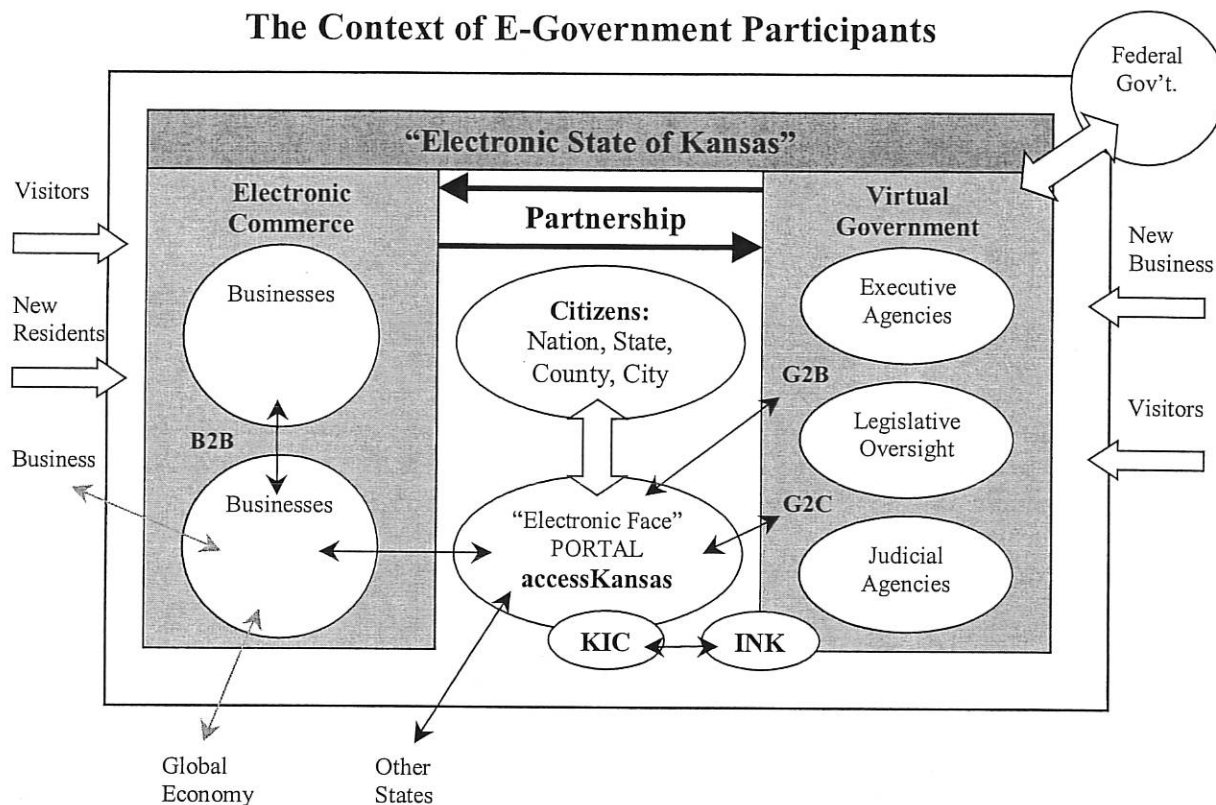 The Context of E-Government Participants
Federal
Gov't.
"Electronic State of Kansas"
Visitors
New
Residents
Business
Electronic
Commerce
Businesses
B2B
Businesses
Partnership
Citizens:
Nation, State,
County, City
"Electronic Face"
PORTAL
accessKansas
KIC
INK
Virtual
Government
Executive
Agencies
G2B
Legislative
Oversight
G2C
Judicial
Agencies
New
Business
Visitors
Global
Economy
Other
States